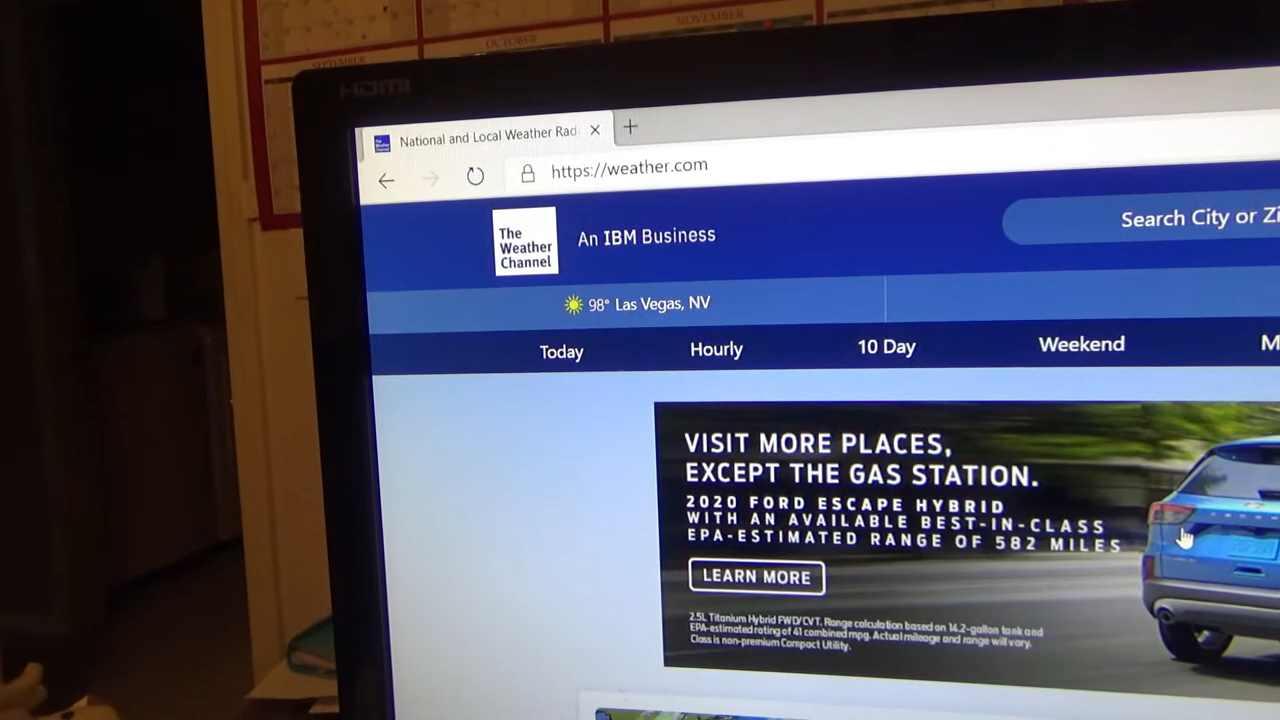 NOVEMBER
OCTOBER
SEPTEMBER
HDMI
National and Local Weather Rad
https://weather.com
The
Weather
Channel
An IBM Business
Search City or Zi
98° Las Vegas, NV
Today
Hourly
10 Day
Weekend
M
VISIT MORE PLACES,
EXCEPT THE GAS STATION.
2020 FORD ESCAPE HYBRID
WITH AN AVAILABLE BEST-IN-CLASS
EPA-ESTIMATED RANGE OF 582 MILES
LEARN MORE
2.5L Titanium Hybrid FWD/CVT. Range calculation based on 14.2-gallon tank and
EPA-estimated rating of 41 combined mpg. Actual mileage and range will vary.
Class is non-premium Compact Utility.